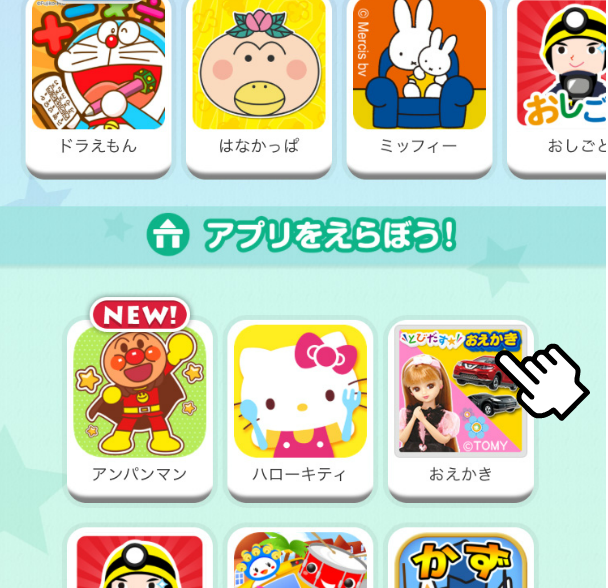 © Mercis bv
おしご
ドラえもん
はなかっぱ
ミッフィー
おしごと
アプリをえらぼう!
NEW!
とびだす！おえかき
©TOMY
アンパンマン
ハローキティ
おえかき
かず